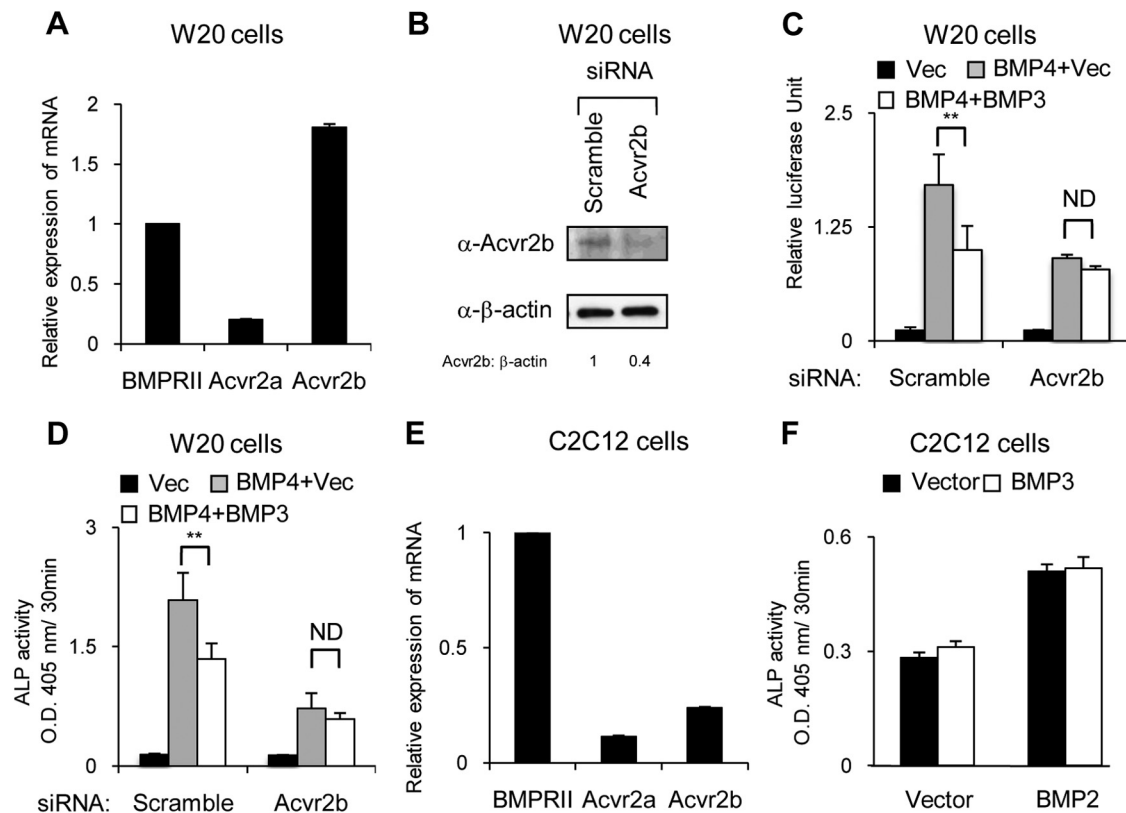 A
W20 cells
Relative expression of mRNA
2
1.5
1
0.5
0
BMPRII Acvr2a Acvr2b
B
W20 cells
siRNA
Scramble
Acvr2b
α-Acvr2b
α-β-actin
Acvr2b: β-actin 1 0.4
C
W20 cells
Vec BMP4+Vec
BMP4+BMP3
Relative luciferase Unit
2.5
1.25
0
**
ND
siRNA: Scramble Acvr2b
D
W20 cells
Vec BMP4+Vec
BMP4+BMP3
ALP activity
O.D. 405 nm/ 30min
3
1.5
0
**
ND
siRNA: Scramble Acvr2b
E
C2C12 cells
Relative expression of mRNA
1
0.5
0
BMPRII Acvr2a Acvr2b
F
C2C12 cells
Vector BMP3
ALP activity
O.D. 405 nm/ 30min
0.6
0.3
0
Vector BMP2